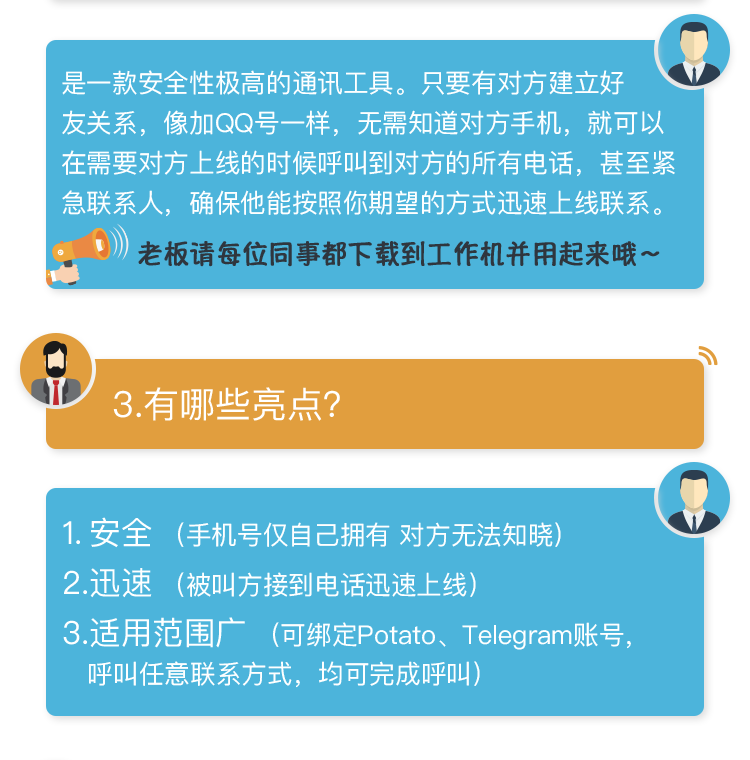 是一款安全性极高的通讯工具。只要有对方建立好
友关系，像加QQ号一样，无需知道对方手机，就可以
在需要对方上线的时候呼叫到对方的所有电话，甚至紧
急联系人，确保他能按照你期望的方式迅速上线联系。
老板请每位同事都下载到工作机并用起来哦～
3.有哪些亮点?
1. 安全 （手机号仅自己拥有 对方无法知晓）
2.迅速 （被叫方接到电话迅速上线）
3.适用范围广 （可绑定Potato、Telegram账号，
呼叫任意联系方式，均可完成呼叫）